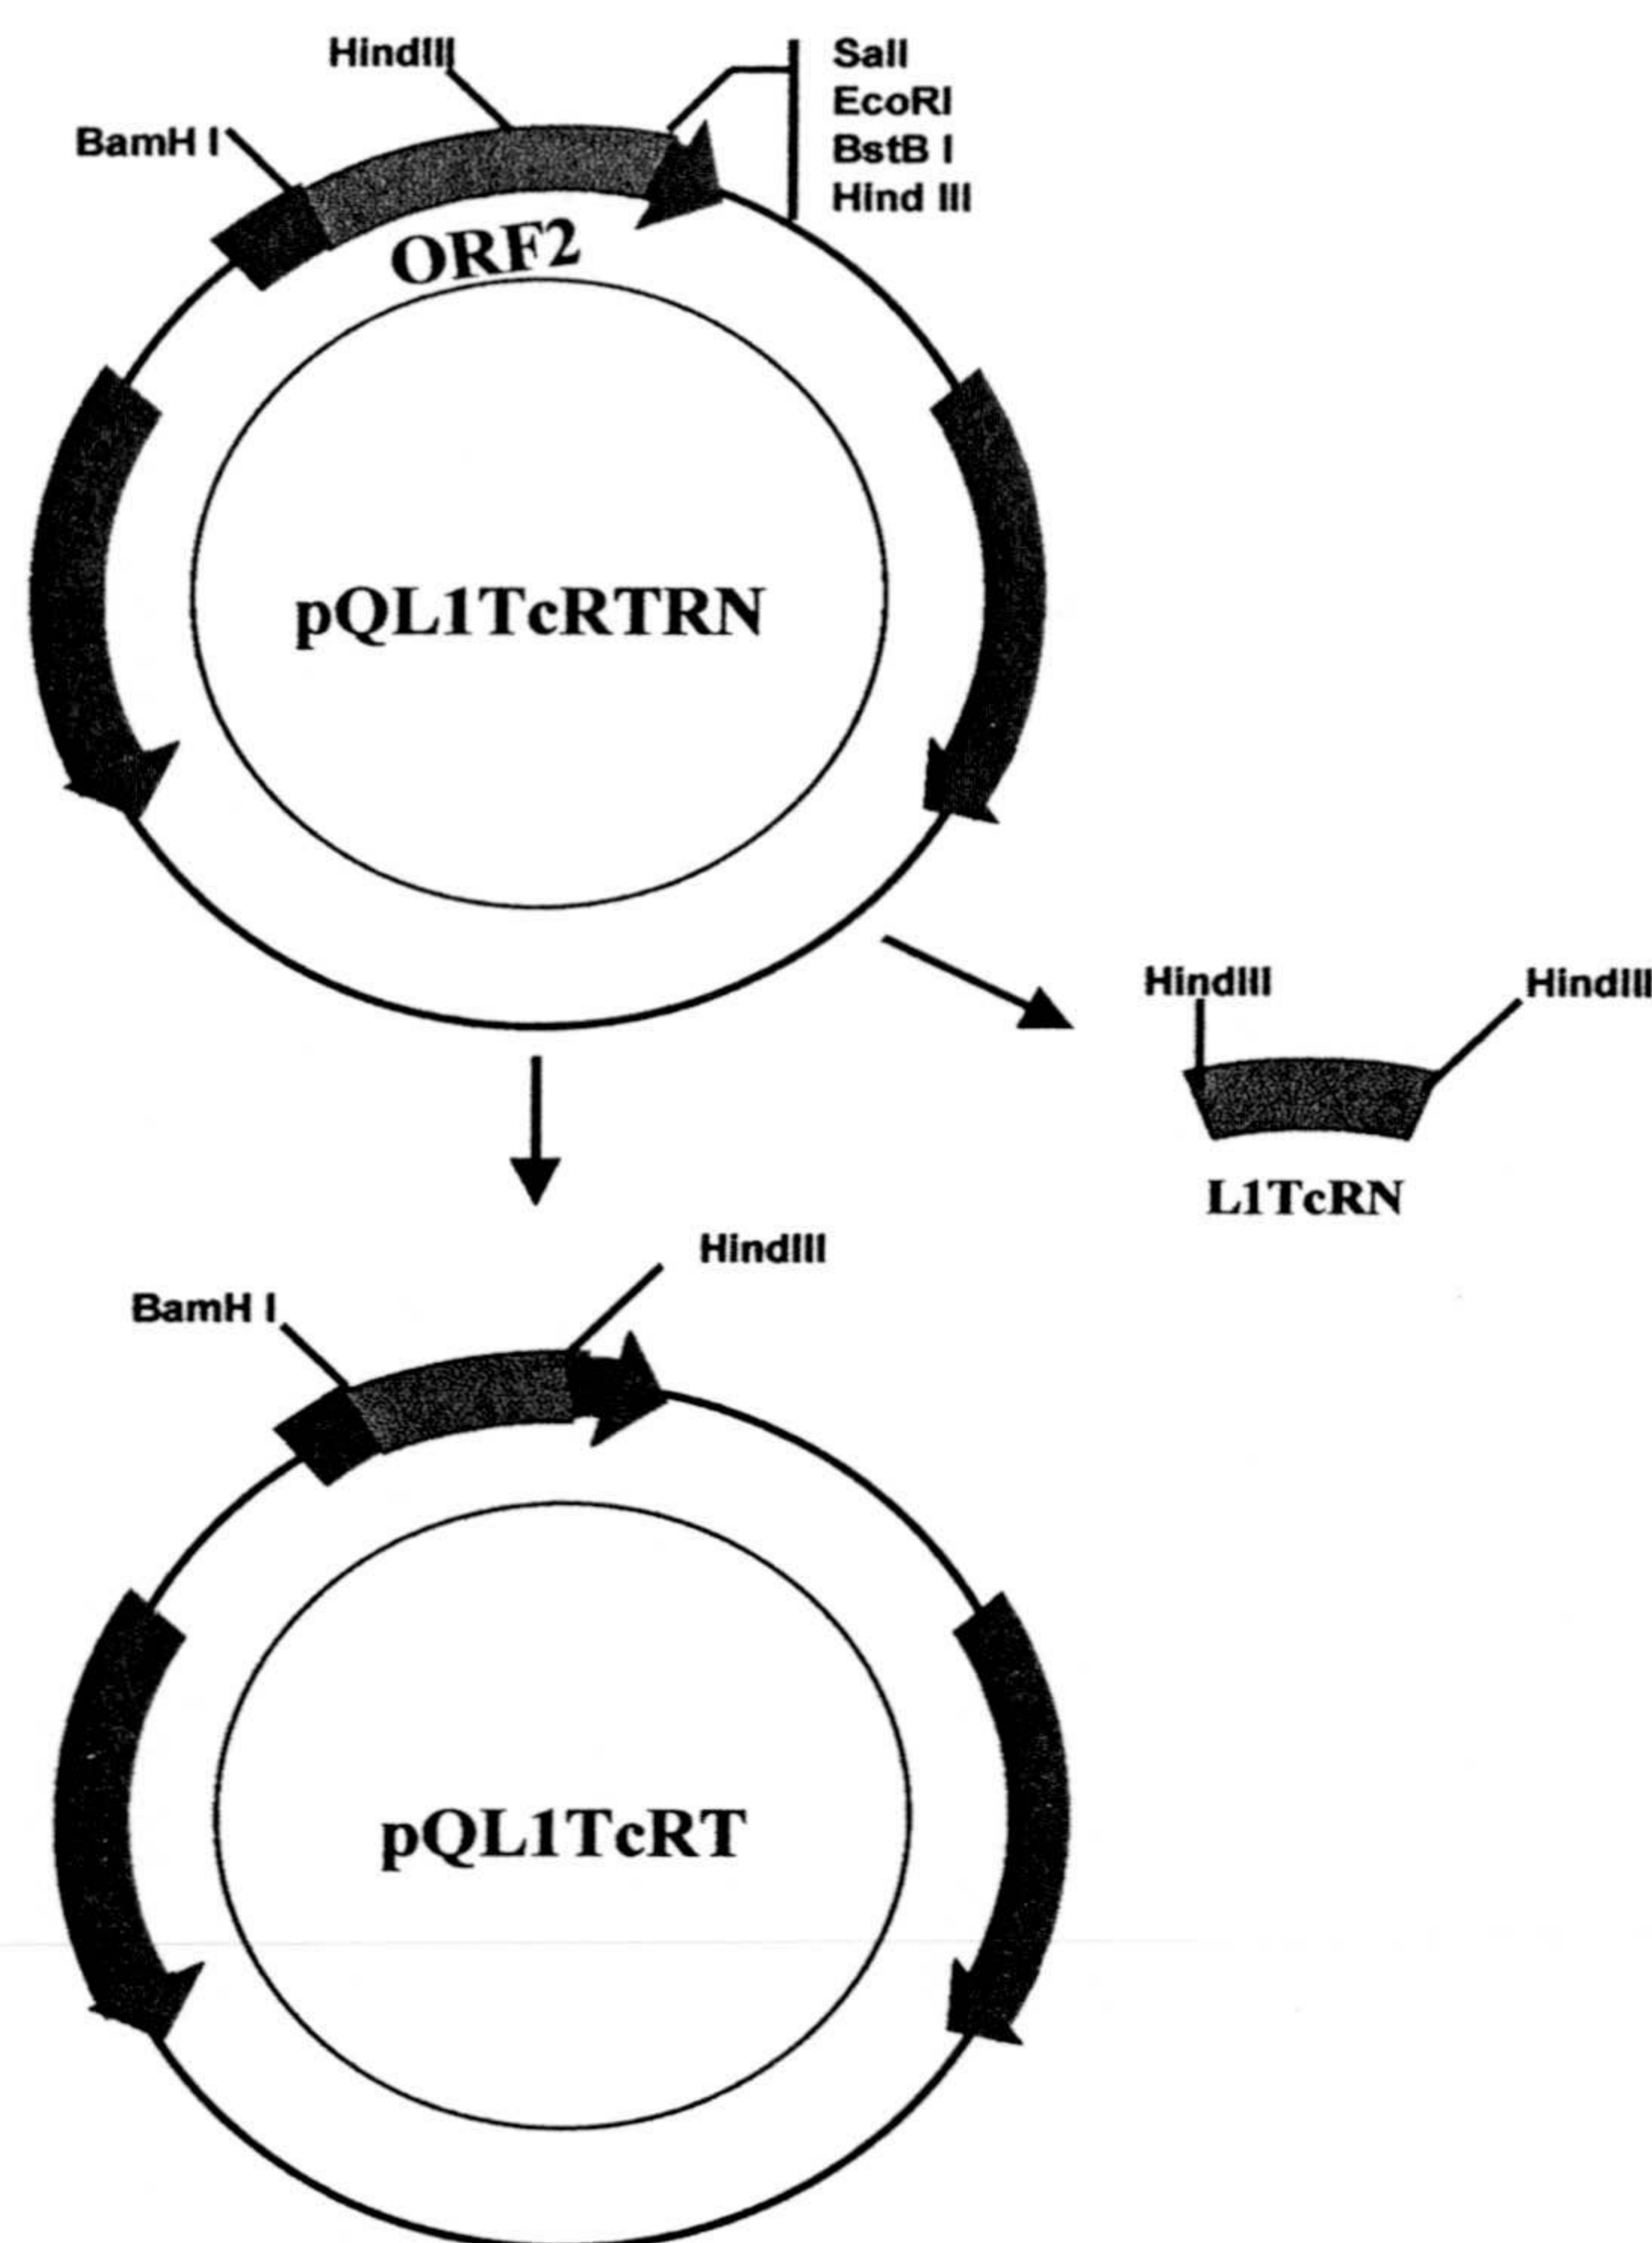 HindIII
SalI
EcoRI
BstB I
Hind III
BamH I
ORF2
pQL1TcRTRN
HindIII
HindIII
L1TcRN
HindIII
BamH I
pQL1TcRT